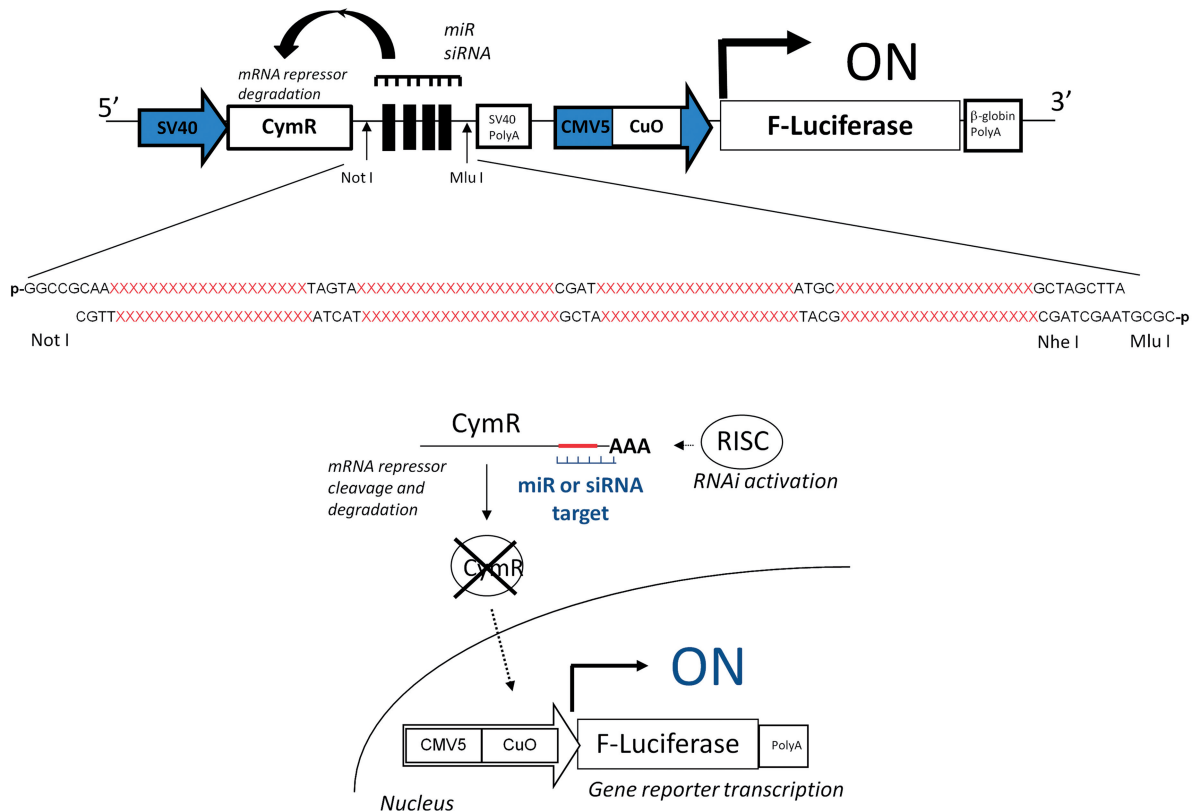 miR
siRNA
ON
mRNA repressor
degradation
5’
3’
SV40
CymR
SV40
PolyA
CMV5
CuO
F-Luciferase
β-globin
PolyA
Not I
Mlu I
p-GGCCGCAAXXXXXXXXXXXXXXXXXXXXTAGTAXXXXXXXXXXXXXXXXXXXXCGATXXXXXXXXXXXXXXXXXXXXATGCXXXXXXXXXXXXXXXXXXXXGCTAGCTTA
CGTTXXXXXXXXXXXXXXXXXXXXATCATXXXXXXXXXXXXXXXXXXXXGCTAXXXXXXXXXXXXXXXXXXXXTACGXXXXXXXXXXXXXXXXXXXXCGATCGAATGCGC-p
Not I
Nhe I
Mlu I
CymR
AAA
RISC
mRNA repressor
cleavage and
degradation
miR or siRNA
target
RNAi activation
CymR
ON
CMV5
CuO
F-Luciferase
PolyA
Gene reporter transcription
Nucleus